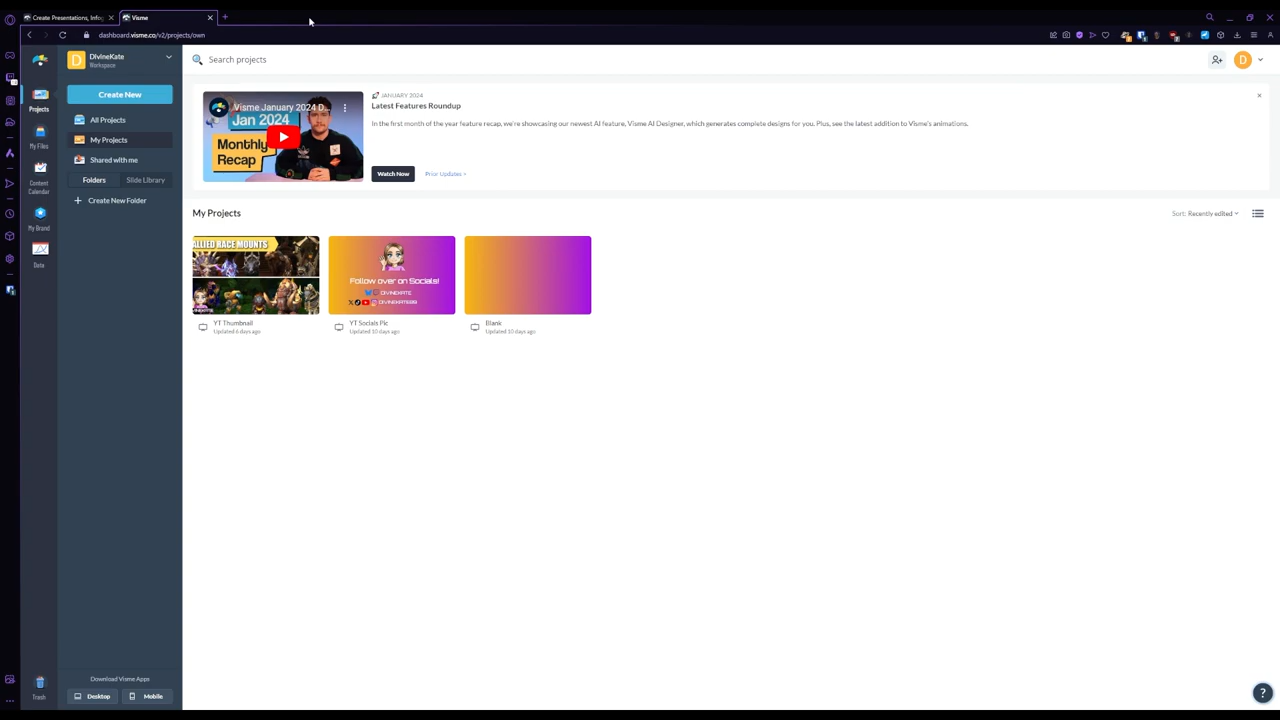 Create Presentations, Infog
Visme
dashboard.visme.co/v2/projects/own
D
DivineKate
Workspace
Search projects
D
Projects
My Files
Content
Calendar
My Brand
Data
Trash
Create New
All Projects
My Projects
Shared with me
Folders
Slide Library
Create New Folder
Download Visme Apps
Desktop
Mobile
Visme January 2024 D...
Jan 2024
Monthly
Recap
JANUARY 2024
Latest Features Roundup
In the first month of the year feature recap, we're showcasing our newest AI feature, Visme AI Designer, which generates complete designs for you. Plus, see the latest addition to Visme's animations.
Watch Now
Prior Updates >
My Projects
Sort: Recently edited
ALLIED RACE MOUNTS
Follow over on Socials!
DIVINEKATE
YT Thumbnail
Updated 6 days ago
YT Socials Pic
Updated 10 days ago
Blank
Updated 10 days ago
?